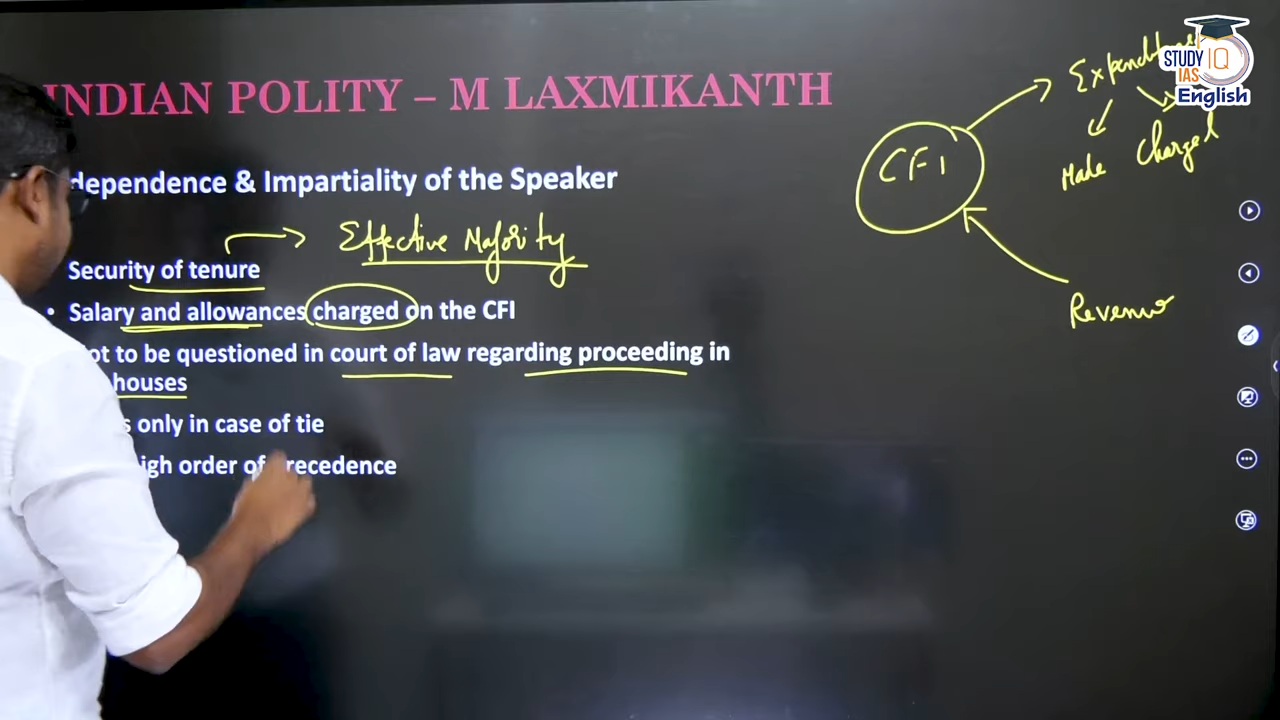 INDIAN POLITY – M LAXMIKANTH
STUDY IQ
IAS
English
Expenditure
Made Charged
CFI
Revenue
dependence & Impartiality of the Speaker
Effective Majority
Security of tenure
• Salary and allowances charged on the CFI
ot to be questioned in court of law regarding proceeding in
houses
s only in case of tie
igh order of recedence